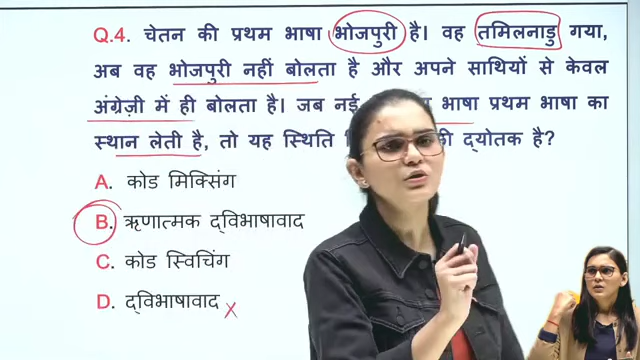 Q.4. चेतन की प्रथम भाषा भोजपुरी है। वह तमिलनाडु गया,
अब वह भोजपुरी नहीं बोलता है और अपने साथियों से केवल
अंग्रेज़ी में ही बोलता है। जब नई भाषा प्रथम भाषा का
स्थान लेती है, तो यह स्थिति की द्योतक है?
A. कोड मिक्सिंग
B. ऋणात्मक द्विभाषावाद
C. कोड स्विचिंग
D. द्विभाषावाद X